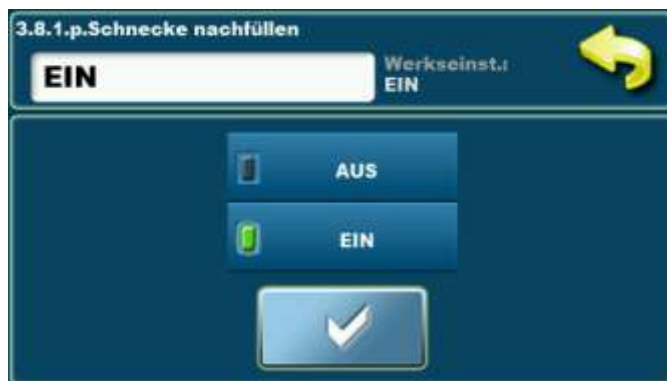 3.8.1.p.Schnecke nachfüllen
EIN
Werkseinst.:
EIN
AUS
EIN